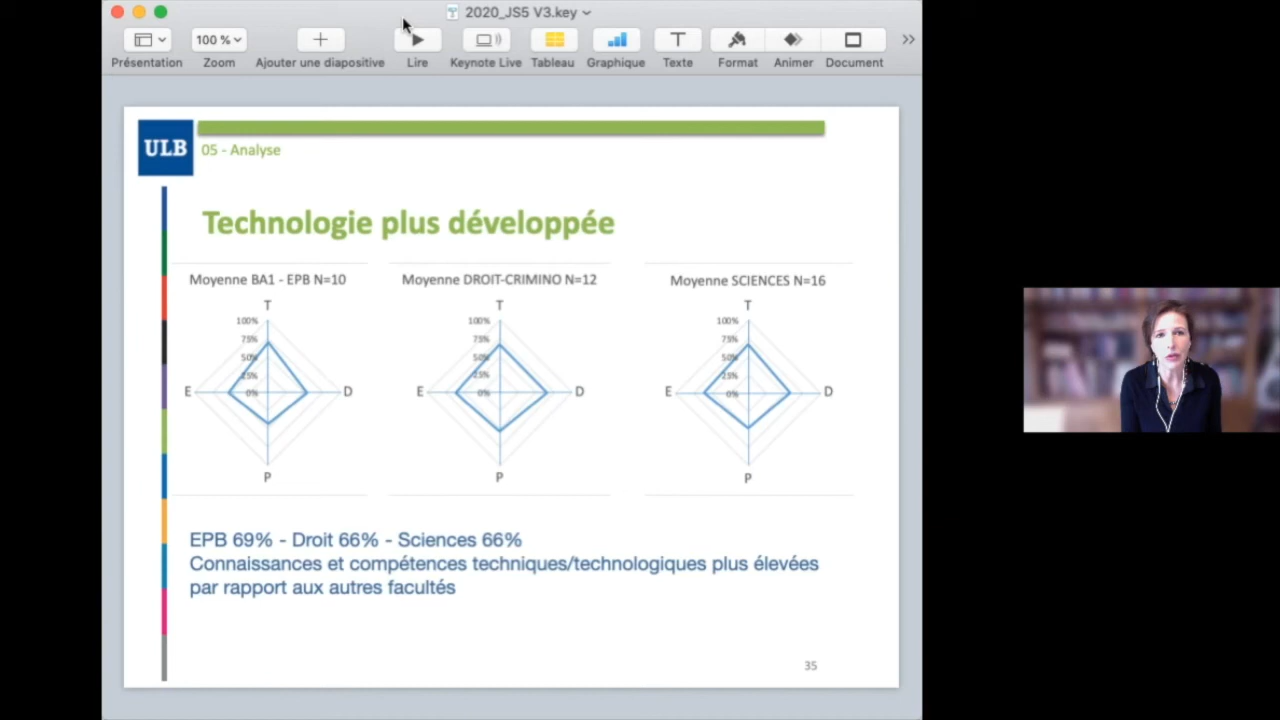 2020_JS5 V3.key
100 %
Présentation Zoom Ajouter une diapositive Lire Keynote Live Tableau Graphique Texte Format Animer Document
ULB
05 - Analyse
Technologie plus développée
Moyenne BA1 - EPB N=10
T
100%
75%
50%
25%
0%
E
D
P
Moyenne DROIT-CRIMINO N=12
T
100%
75%
50%
25%
0%
E
D
P
Moyenne SCIENCES N=16
T
100%
75%
50%
25%
0%
E
D
P
EPB 69% - Droit 66% - Sciences 66%
Connaissances et compétences techniques/technologiques plus élevées
par rapport aux autres facultés
35